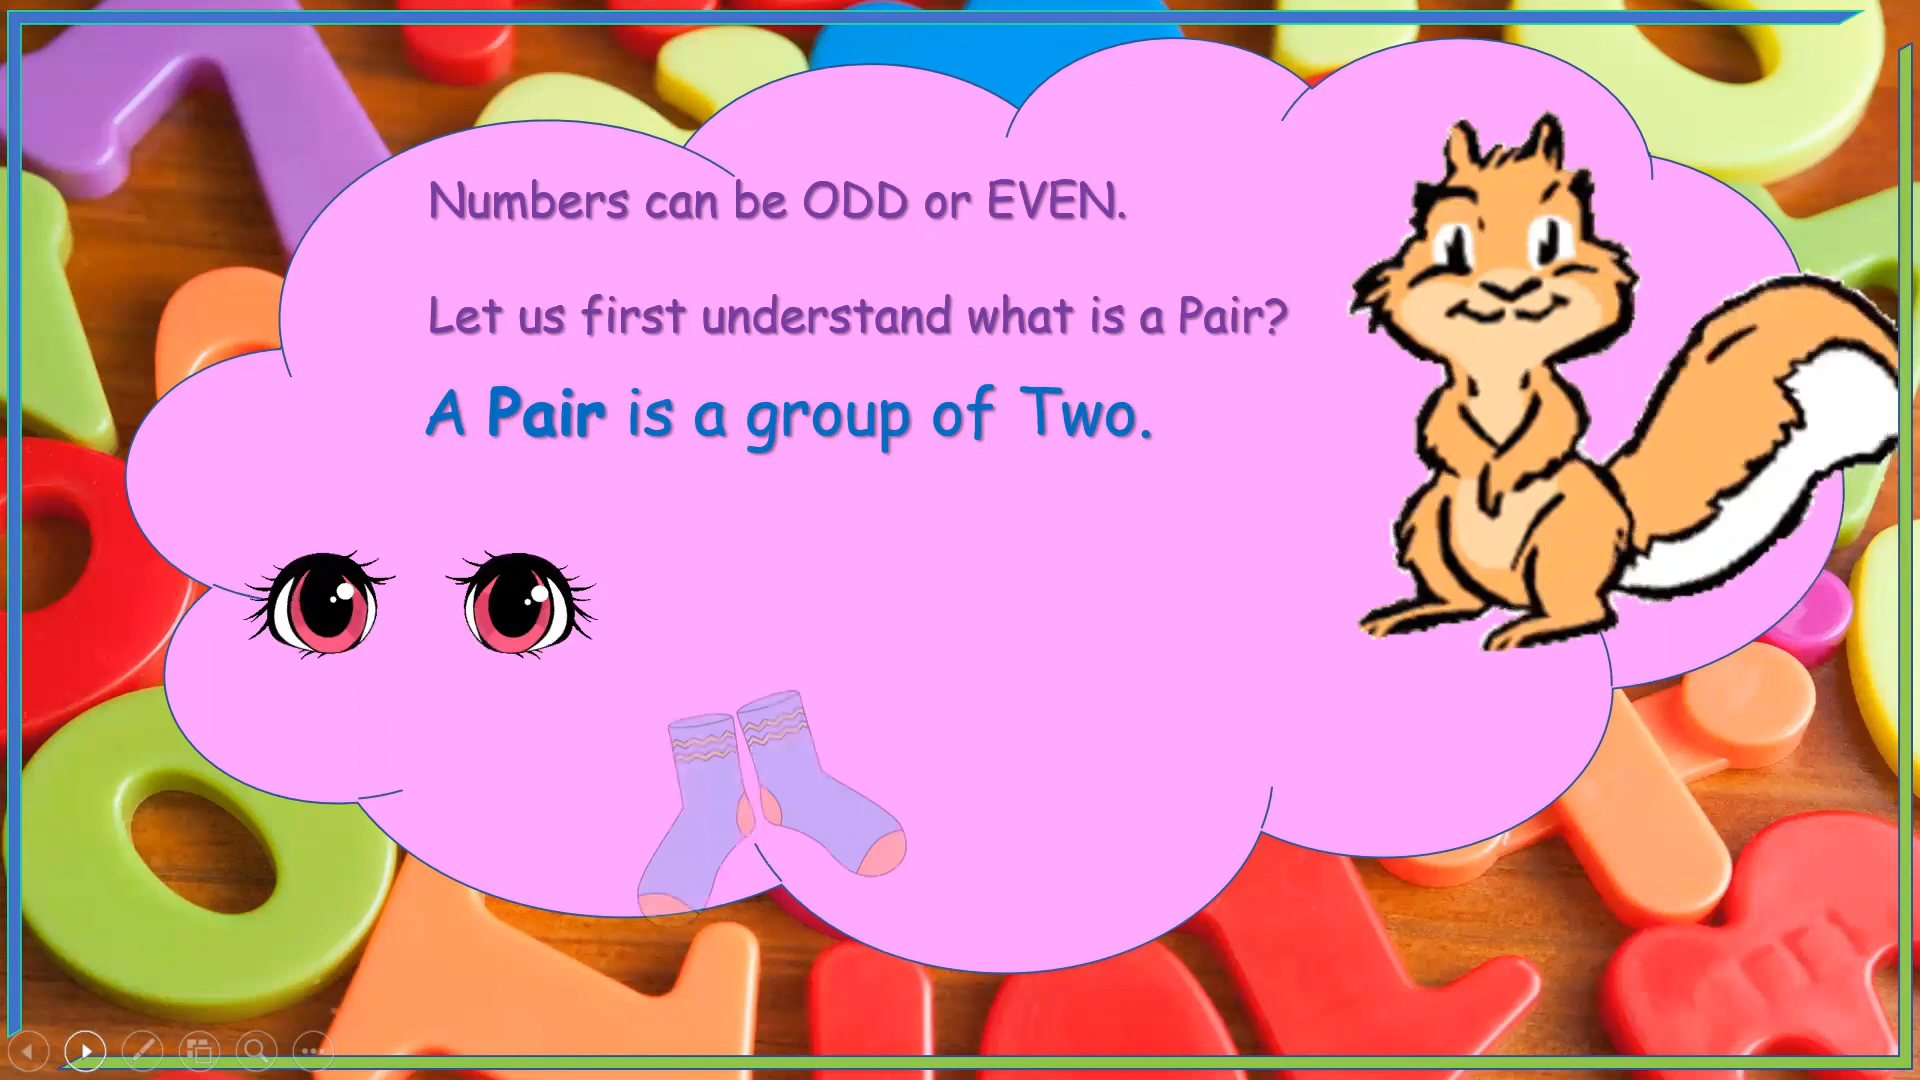 Numbers can be ODD or EVEN.
Let us first understand what is a Pair?
A Pair is a group of Two.